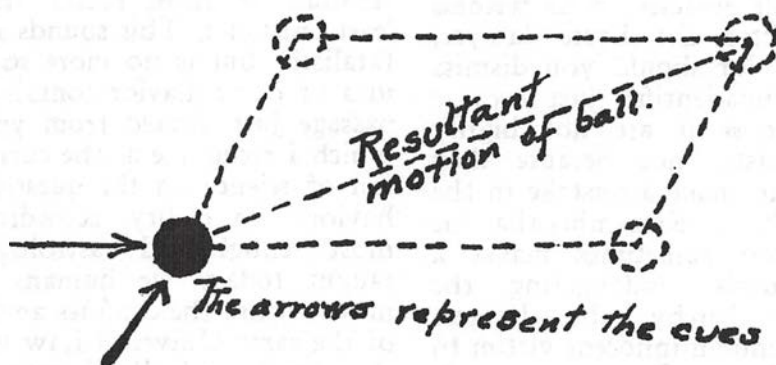 Resultant
motion of ball
The arrows represent the cues